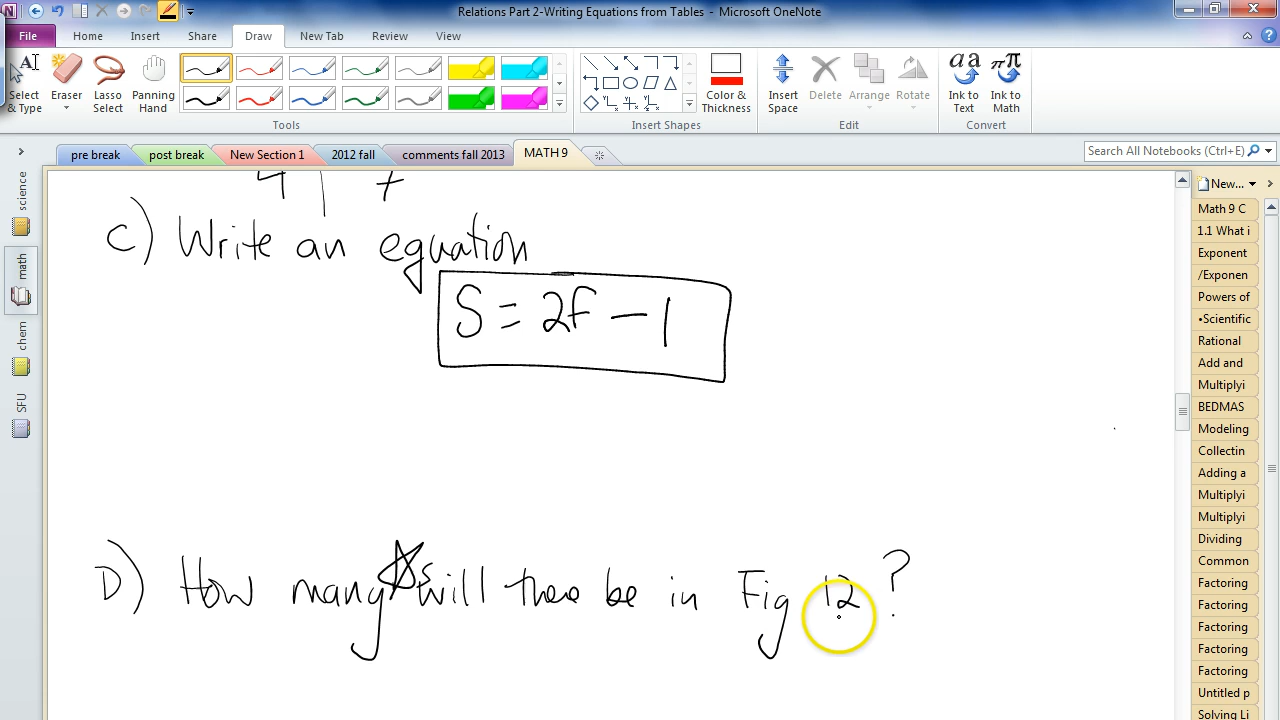 Relations Part 2-Writing Equations from Tables - Microsoft OneNote
File Home Insert Share Draw New Tab Review View
Select & Type
Eraser
Lasso Select
Panning Hand
Color & Thickness
Insert Space
Delete
Arrange
Rotate
Ink to Text
Ink to Math
Tools Insert Shapes Edit Convert
pre break post break New Section 1 2012 fall comments fall 2013 MATH 9 Search All Notebooks (Ctrl+E)
science
math
chem
SFU
4 7
C) Write an equation
S = 2f - 1
D) How many ☆s will there be in Fig 12 ?
New...
Math 9 C
1.1 What i
Exponent
/Exponen
Powers of
•Scientific
Rational
Add and
Multiplyi
BEDMAS
Modeling
Collectin
Adding a
Multiplyi
Multiplyi
Dividing
Common
Factoring
Factoring
Factoring
Factoring
Factoring
Untitled p
Solving Li